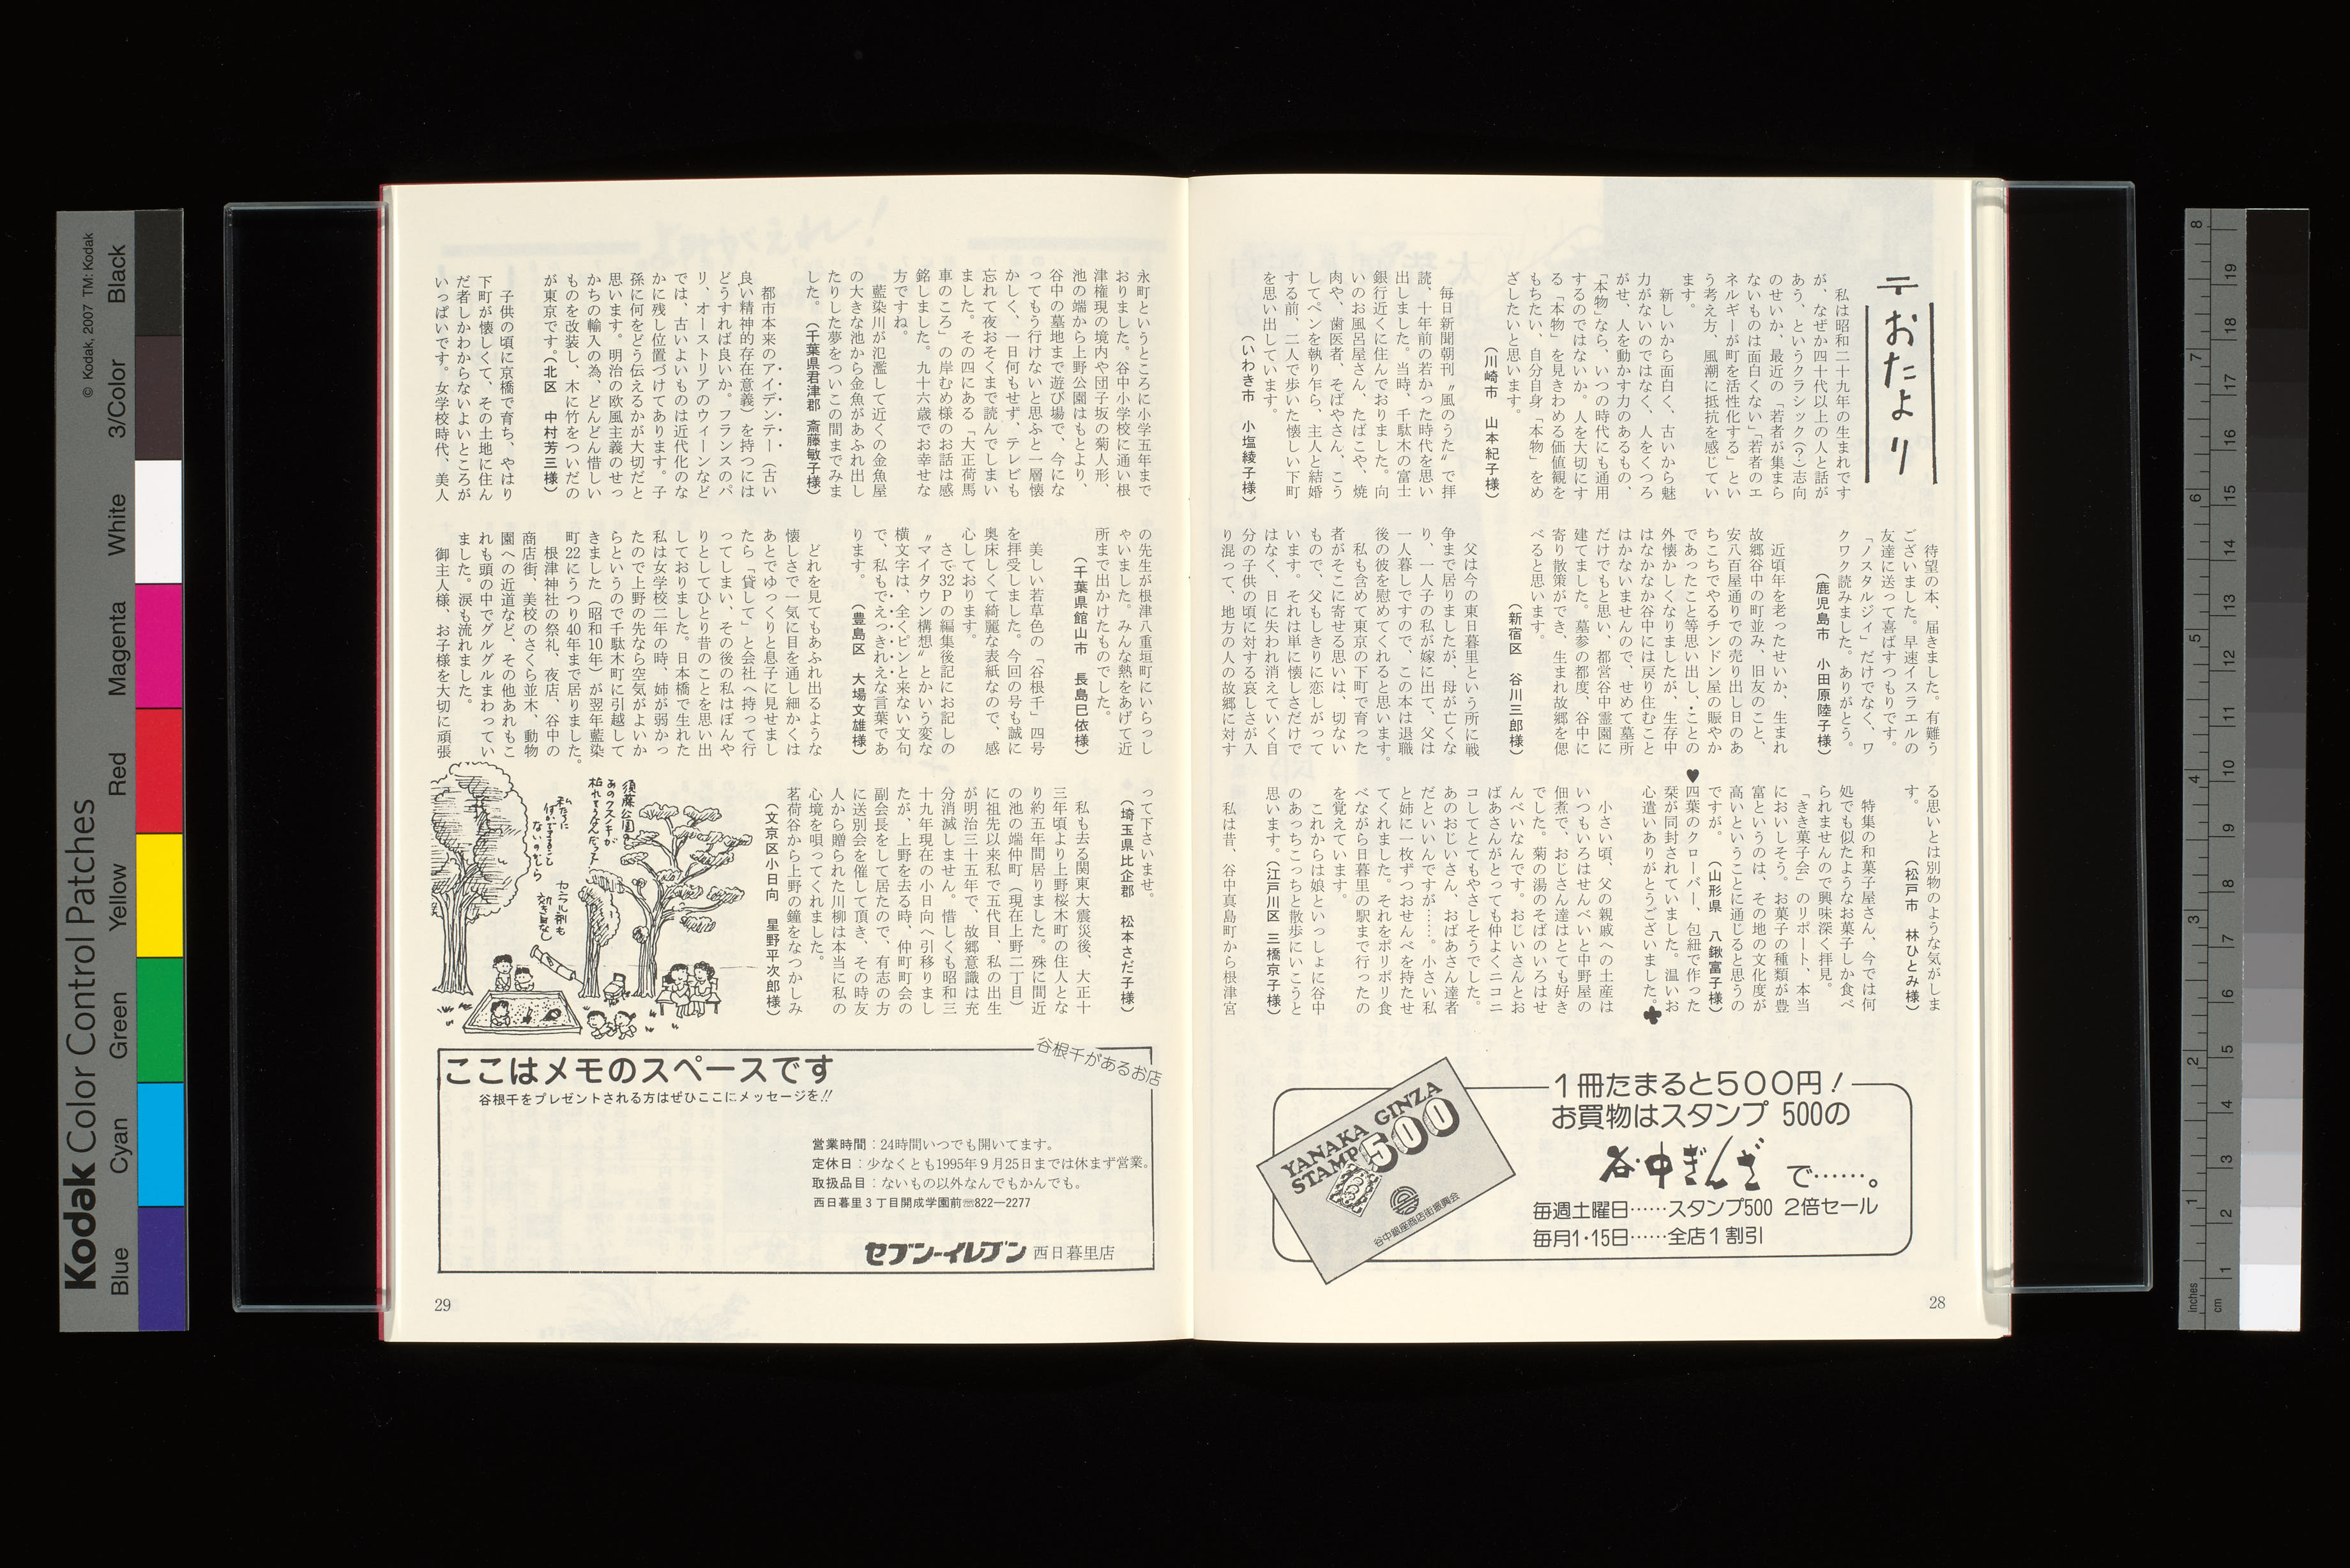 〒おたより
私は昭和二十九年の生まれです
が、なぜか四十代以上の人と話が
あう、というクラシック(?)志向
のせいか、最近の「若者が集まら
ないものは面白くない」「若者のエ
ネルギーが町を活性化する」とい
う考え方、風潮に抵抗を感じてい
ます。
新しいから面白く、古いから魅
力がないのではなく、人をくつろ
がせ、人を動かす力のあるもの、
「本物」なら、いつの時代にも通用
するのではないか。人を大切にす
る「本物」を見きわめる価値観を
もちたい、自分自身「本物」をめ
ざしたいと思います。
(川崎市 山本紀子様)
毎日新聞朝刊〝風のうた〟で拝
読、十年前の若かった時代を思い
出しました。当時、千駄木の富士
銀行近くに住んでおりました。向
いのお風呂屋さん、たばこや、焼
肉や、歯医者、そばやさん、こう
してペンを執り乍ら、主人と結婚
する前、二人で歩いた懐しい下町
を思い出しています。
(いわき市 小塩綾子様)
待望の本、届きました。有難う
ございました。早速イスラエルの
友達に送って喜ばすつもりです。
「ノスタルジィ」だけでなく、ワ
クワク読みました。ありがとう。
(鹿児島市 小田原陸子様)
近頃年を老ったせいか、生まれ
故郷谷中の町並み、旧友のこと、
安八百屋通りでの売り出し日のあ
ちこちでやるチンドン屋の賑やか
であったこと等思い出し、ことの
外懐かしくなりましたが、生存中
はなかなか谷中には戻り住むこと
はかないませんので、せめて墓所
だけでもと思い、都営谷中霊園に
建てました。墓参の都度、谷中に
寄り散策ができ、生まれ故郷を偲
べると思います。
(新宿区 谷川三郎様)
父は今の東日暮里という所に戦
争まで居りましたが、母が亡くな
り、一人子の私が嫁に出て、父は
一人暮しですので、この本は退職
後の彼を慰めてくれると思います。
私も含めて東京の下町で育った
者がそこに寄せる思いは、切ない
もので、父もしきりに恋しがって
います。それは単に懐しさだけで
はなく、日に失われ消えていく自
分の子供の頃に対する哀しさが入
り混って、地方の人の故郷に対す
る思いとは別物のような気がしま
す。
(松戸市 林ひとみ様)
特集の和菓子屋さん、今では何
処でも似たようなお菓子しか食べ
られませんので興味深く拝見。
「きき菓子会」のリポート、本当
においしそう。お菓子の種類が豊
富というのは、その地の文化度が
高いということに通じると思うの
ですが。(山形県 八鍬富子様)
♥四葉のクローバー、包紐で作った
栞が同封されていました。温いお
心遣いありがとうございました。♣
小さい頃、父の親戚への土産は
いつもいろはせんべいと中野屋の
佃煮で、おじさん達はとても好き
でした。菊の湯のそばのいろはせ
んべいなんです。おじいさんとお
ばあさんがとっても仲よくニコニ
コしてとてもやさしそうでした。
あのおじいさん、おばあさん達者
だといいんですが……。小さい私
と姉に一枚ずつおせんべを持たせ
てくれました。それをポリポリ食
べながら日暮里の駅まで行ったの
を覚えています。
これからは娘といっしょに谷中
のあっちこっちと散歩にいこうと
思います。(江戸川区 三橋京子様)
私は昔、谷中真島町から根津宮
1冊たまると500円!
お買物はスタンプ500の
谷中ぎんざ で……。
毎週土曜日……スタンプ500 2倍セール
毎月1・15日……全店1割引
YANAKA GINZA
STAMP 500
谷中銀座商店街振興会
28
永町というところに小学五年まで
おりました。谷中小学校に通い根
津権現の境内や団子坂の菊人形、
池の端から上野公園はもとより、
谷中の墓地まで遊び場で、今にな
ってもう行けないと思ふと一層懐
かしく、一日何もせず、テレビも
忘れて夜おそくまで読んでしまい
ました。その四にある「大正荷馬
車のころ」の岸むめ様のお話は感
銘しました。九十六歳でお幸せな
方ですね。
藍染川が氾濫して近くの金魚屋
の大きな池から金魚があふれ出し
たりした夢をついこの間までみま
した。(千葉県君津郡 斎藤敏子様)
都市本来のアイデンテー(古い
良い精神的存在意義)を持つには
どうすれば良いか。フランスのパ
リ、オーストリアのウィーンなど
では、古いよいものは近代化のな
かに残し位置づけてあります。子
孫に何をどう伝えるかが大切だと
思います。明治の欧風主義のせっ
かちの輸入の為、どんどん惜しい
ものを改装し、木に竹をついだの
が東京です。(北区 中村芳三様)
子供の頃に京橋で育ち、やはり
下町が懐しくて、その土地に住ん
だ者しかわからないよいところが
いっぱいです。女学校時代、美人
の先生が根津八重垣町にいらっし
やいました。みんな熱をあげて近
所まで出かけたものでした。
(千葉県館山市 長島巳依様)
美しい若草色の「谷根千」四号
を拝受しました。今回の号も誠に
奥床しくて綺麗な表紙なので、感
心しております。
さで32Pの編集後記にお記しの
〝マイタウン構想〟とかいう変な
横文字は、全くピンと来ない文句
で、私もでえっきれえな言葉であ
ります。
(豊島区 大場文雄様)
どれを見てもあふれ出るような
懐しさで一気に目を通し細かくは
あとでゆっくりと息子に見せまし
たら「貸して」と会社へ持って行
ってしまい、その後の私はぼんや
りとしてひとり昔のことを思い出
しておりました。日本橋で生れた
私は女学校二年の時、姉が弱かっ
たので上野の先なら空気がよいか
らというので千駄木町に引越して
きました(昭和10年)が翌年藍染
町22にうつり40年まで居りました。
根津神社の祭礼、夜店、谷中の
商店街、美校のさくら並木、動物
園への近道など、その他あれもこ
れも頭の中でグルグルまわってい
ました。涙も流れました。
御主人様、お子様を大切に頑張
って下さいませ。
(埼玉県比企郡 松本さだ子様)
私も去る関東大震災後、大正十
三年頃より上野桜木町の住人とな
り約五年間居りました。殊に間近
の池の端仲町(現在上野二丁目)
に祖先以来私で五代目、私の出生
が明治三十五年で、故郷意識は充
分消滅しません。惜しくも昭和三
十九年現在の小日向へ引移りまし
たが、上野を去る時、仲町町会の
副会長をして居たので、有志の方
に送別会を催して頂き、その時友
人から贈られた川柳は本当に私の
心境を唄ってくれました。
茗荷谷から上野の鐘をなつかしみ
(文京区小日向 星野平次郎様)
須藤公園の
あのクスノキが
枯れそうなんだって
私たちに
何かできること
ないのかしら
カンフル剤も
効き目なし
谷根千があるお店
ここはメモのスペースです
谷根千をプレゼントされる方はぜひここにメッセージを!!
営業時間:24時間いつでも開いてます。
定休日:少なくとも1995年9月25日までは休まず営業。
取扱品目:ないもの以外なんでもかんでも。
西日暮里3丁目開成学園前☎822―2277
セブン-イレブン 西日暮里店
29
Kodak Color Control Patches
© Kodak, 2007 TM: Kodak
Blue Cyan Green Yellow Red Magenta White 3/Color Black
inches 1 2 3 4 5 6 7 8
cm 1 2 3 4 5 6 7 8 9 10 11 12 13 14 15 16 17 18 19